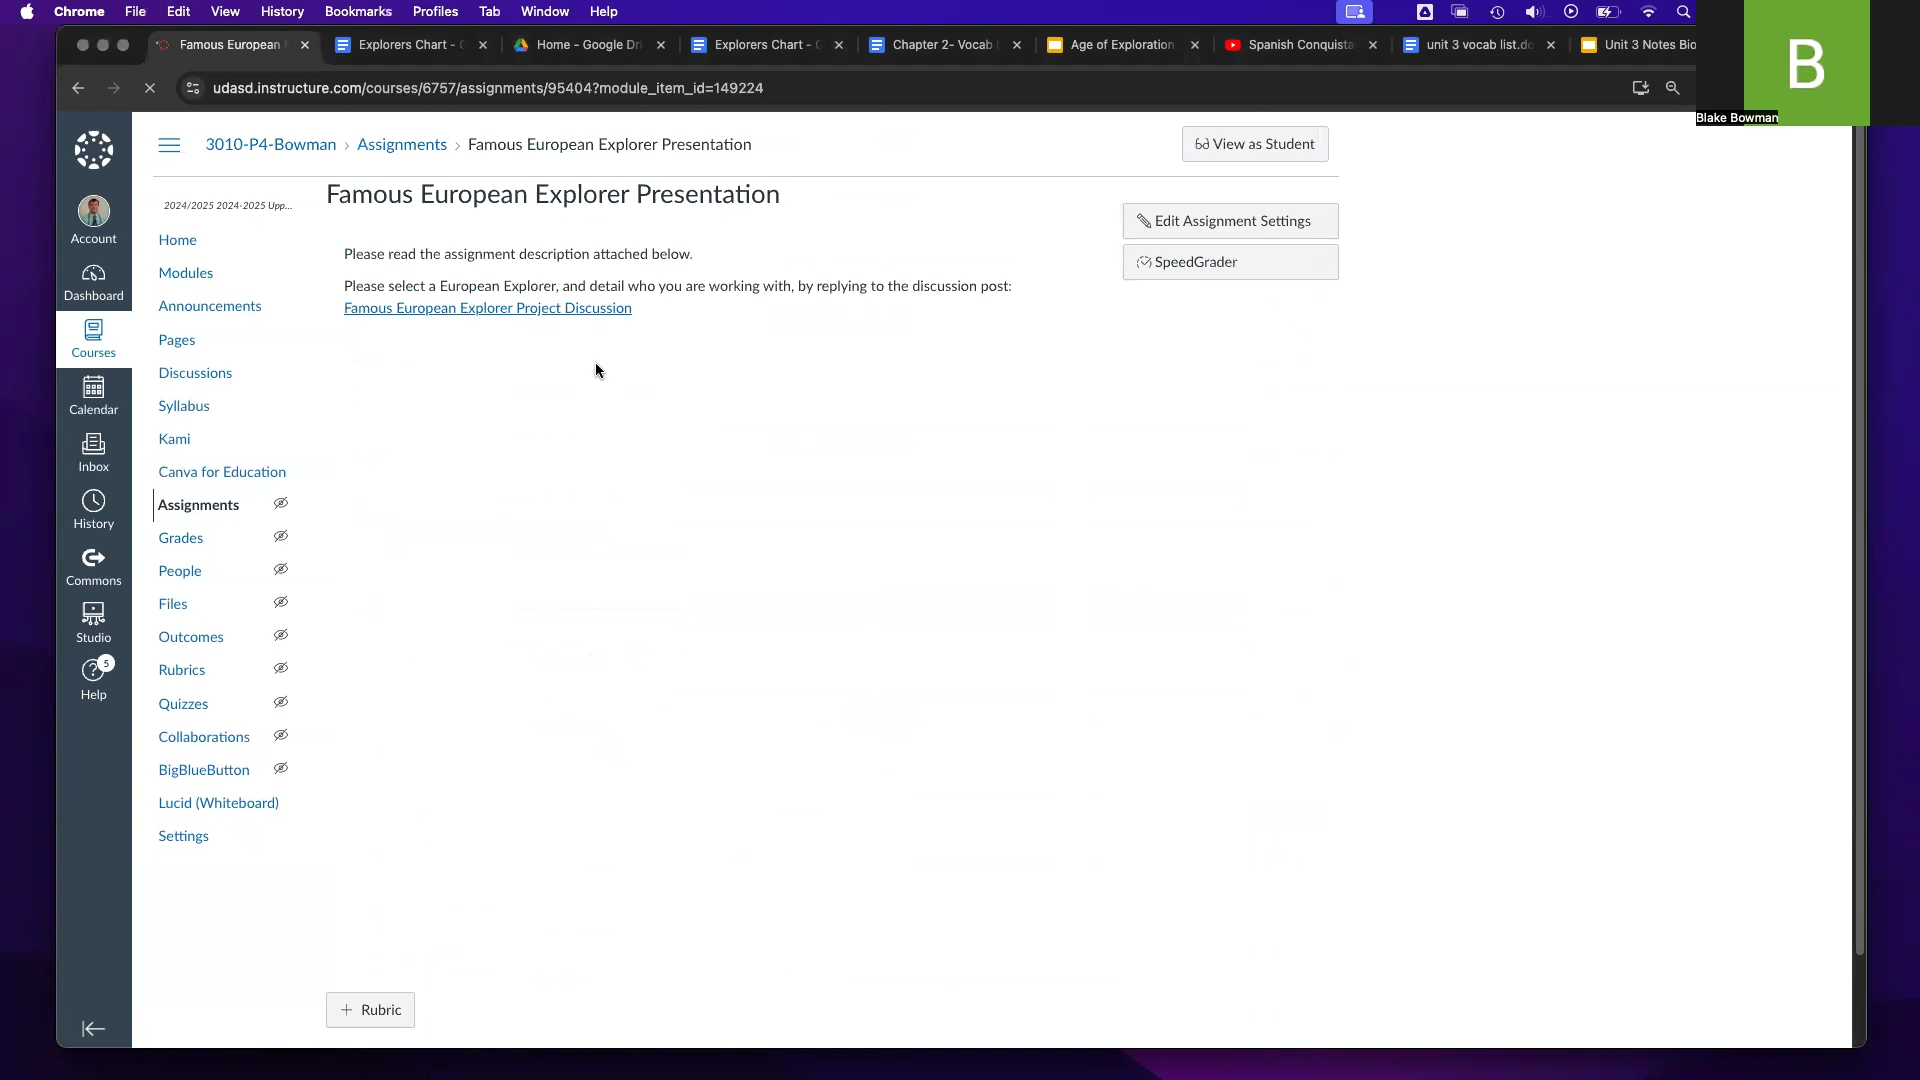 Chrome File Edit View History Bookmarks Profiles Tab Window Help
Famous European Explorers Chart - Home - Google Dri Explorers Chart - Chapter 2- Vocab Age of Exploration Spanish Conquista unit 3 vocab list.do Unit 3 Notes Bio
udasd.instructure.com/courses/6757/assignments/95404?module_item_id=149224
B
Blake Bowman
3010-P4-Bowman › Assignments › Famous European Explorer Presentation
View as Student
Account
Dashboard
Courses
Calendar
Inbox
History
Commons
Studio
5
Help
2024/2025 2024-2025 Upp...
Home
Modules
Announcements
Pages
Discussions
Syllabus
Kami
Canva for Education
Assignments
Grades
People
Files
Outcomes
Rubrics
Quizzes
Collaborations
BigBlueButton
Lucid (Whiteboard)
Settings
Famous European Explorer Presentation
Edit Assignment Settings
SpeedGrader
Please read the assignment description attached below.
Please select a European Explorer, and detail who you are working with, by replying to the discussion post:
Famous European Explorer Project Discussion
+ Rubric